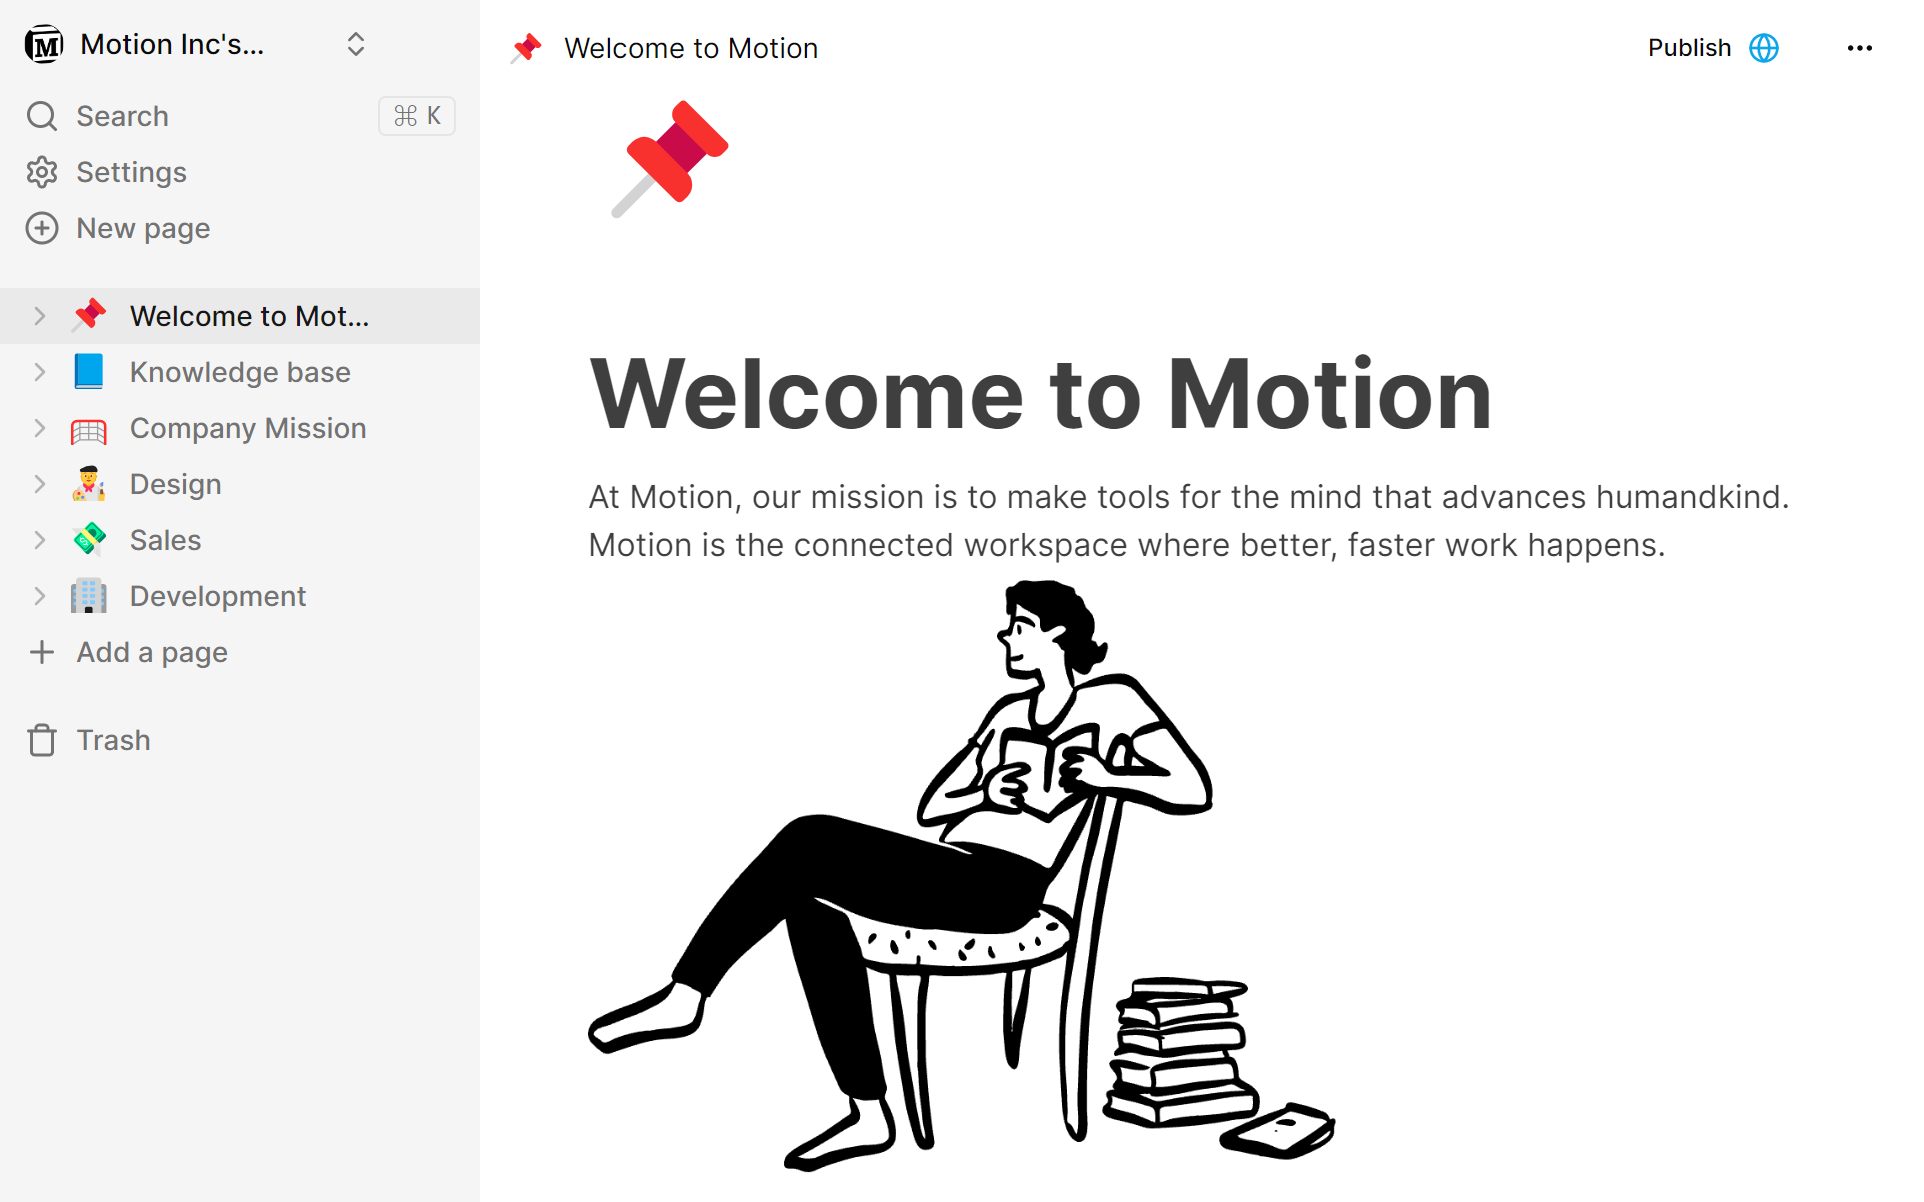 M Motion Inc's...
Search ⌘ K
Settings
New page
Welcome to Mot...
Knowledge base
Company Mission
Design
Sales
Development
Add a page
Trash
Welcome to Motion
Publish
Welcome to Motion
At Motion, our mission is to make tools for the mind that advances humandkind.
Motion is the connected workspace where better, faster work happens.